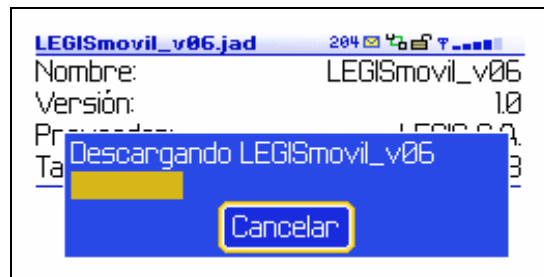 LEGISmovil_v06.jad 204
Nombre: LEGISmovil_v06
Versión: 1.0
Descargando LEGISmovil_v06
Cancelar